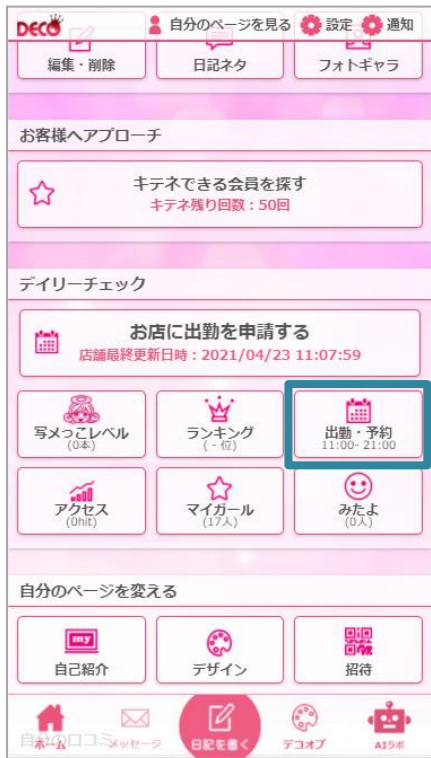 DECO
自分のページを見る
設定
通知
編集・削除
日記ネタ
フォトギャラ
お客様へアプローチ
キテネできる会員を探す
キテネ残り回数：50回
デイリーチェック
お店に出勤を申請する
店舗最終更新日時：2021/04/23 11:07:59
写メっこレベル
(0本)
ランキング
( - 位)
出勤・予約
11:00- 21:00
アクセス
(0hit)
マイガール
(17人)
みたよ
(0人)
自分のページを変える
my
自己紹介
デザイン
招待
自分の口コミ
ホーム
メッセージ
日記を書く
デコオプ
AIラボ